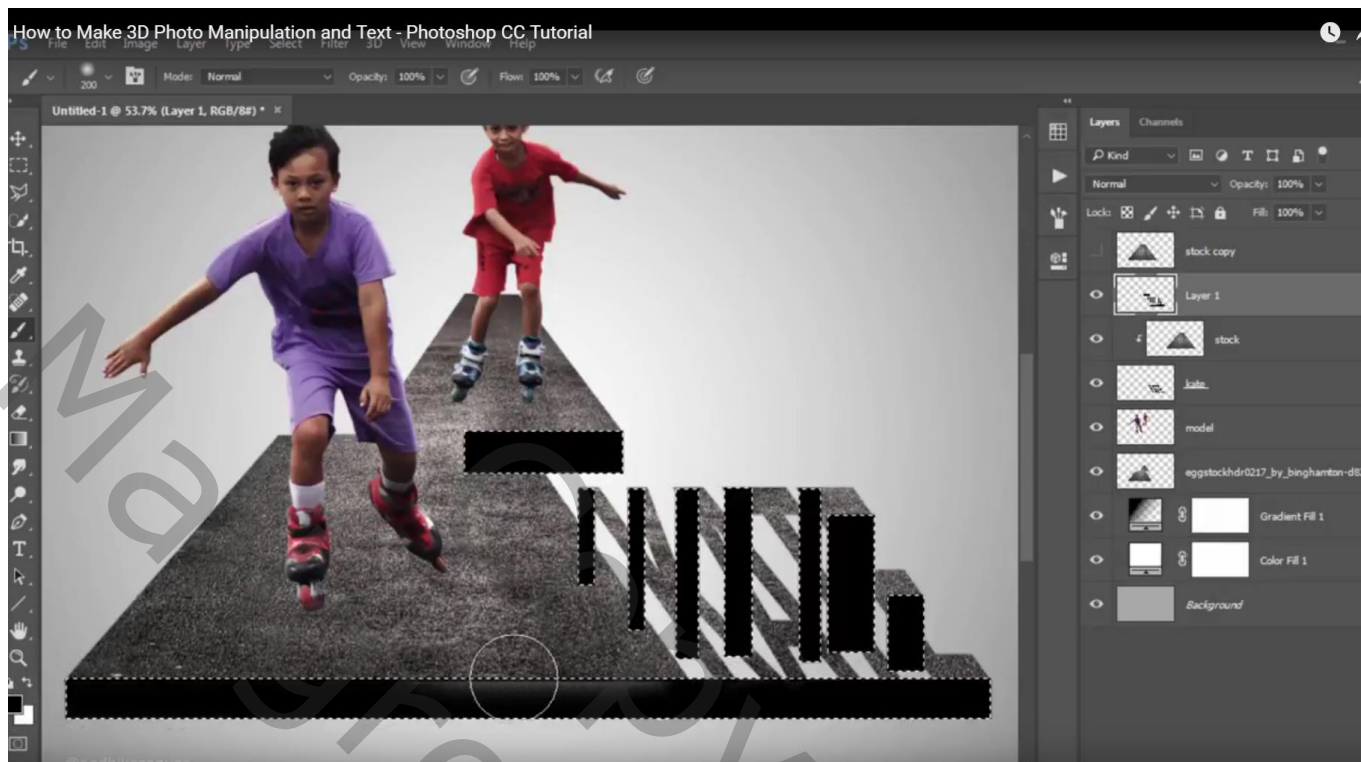 How to Make 3D Photo Manipulation and Text - Photoshop CC Tutorial
Ps File Edit Image Layer Type Select Filter 3D View Window Help
200 Mode: Normal Opacity: 100% Flow: 100%
Untitled-1 @ 53.7% (Layer 1, RGB/8#) * ×
Layers Channels
Kind
Normal Opacity: 100%
Lock: Fill: 100%
stock copy
Layer 1
stock
kate
model
eggstockhdr0217_by_binghamton-d8
Gradient Fill 1
Color Fill 1
Background